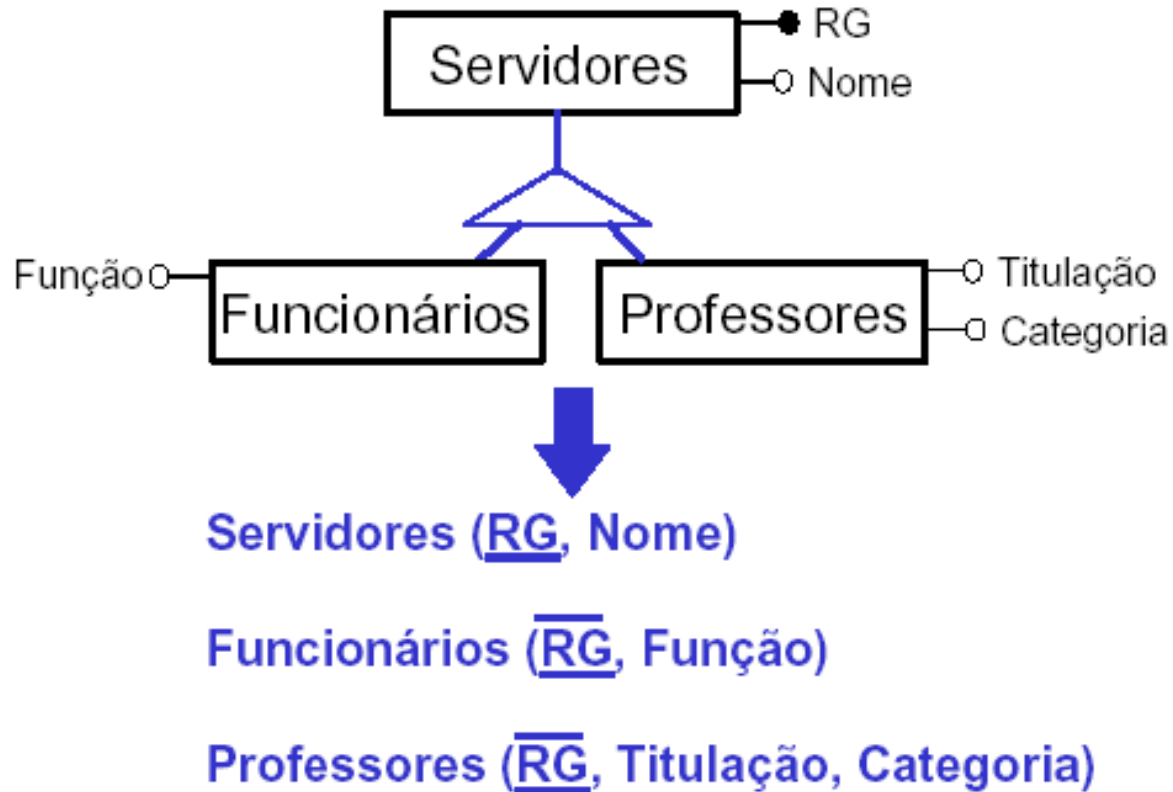 Servidores
RG
Nome
Função
Funcionários
Professores
Titulação
Categoria
Servidores (RG, Nome)
Funcionários (RG, Função)
Professores (RG, Titulação, Categoria)